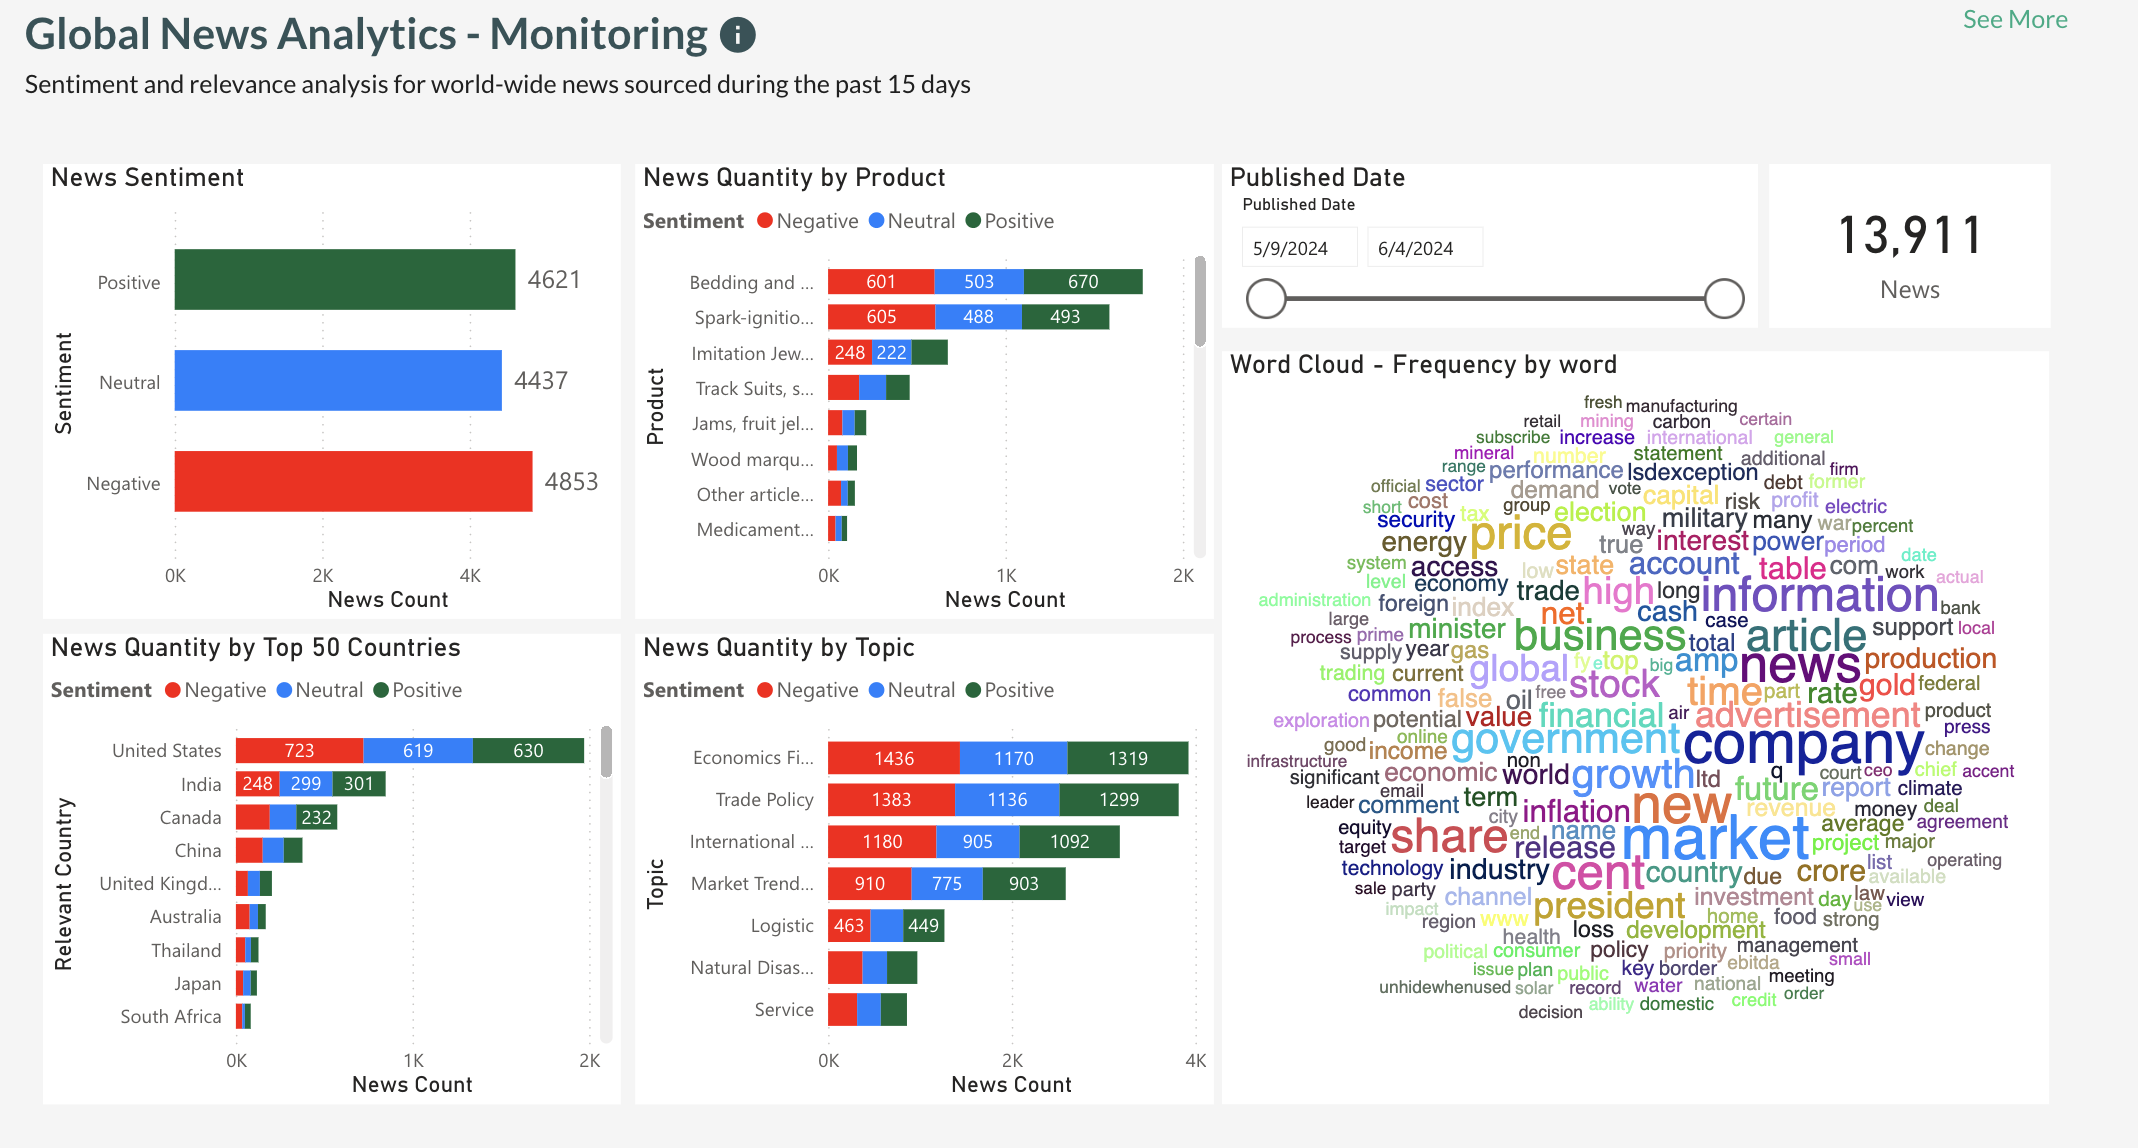 Global News Analytics - Monitoring
See More
Sentiment and relevance analysis for world-wide news sourced during the past 15 days
News Sentiment
Sentiment
Positive 4621
Neutral 4437
Negative 4853
0K 2K 4K
News Count
News Quantity by Product
Sentiment Negative Neutral Positive
Product
Bedding and ... 601 503 670
Spark-ignitio... 605 488 493
Imitation Jew... 248 222
Track Suits, s...
Jams, fruit jel...
Wood marqu...
Other article...
Medicament...
0K 1K 2K
News Count
Published Date
Published Date
5/9/2024 6/4/2024
13,911
News
News Quantity by Top 50 Countries
Sentiment Negative Neutral Positive
Relevant Country
United States 723 619 630
India 248 299 301
Canada 232
China
United Kingd...
Australia
Thailand
Japan
South Africa
0K 1K 2K
News Count
News Quantity by Topic
Sentiment Negative Neutral Positive
Topic
Economics Fi... 1436 1170 1319
Trade Policy 1383 1136 1299
International ... 1180 905 1092
Market Trend... 910 775 903
Logistic 463 449
Natural Disas...
Service
0K 2K 4K
News Count
Word Cloud - Frequency by word
fresh manufacturing
retail mining carbon certain
subscribe increase international general
mineral number statement additional
range performance lsdexception firm
official sector demand vote capital debt former
short cost group risk profit electric
security tax election military many war percent
energy price way true interest power period
system access low state account table com date
level economy trade high long information work actual
administration foreign index net cash case bank
large minister business total article support local
process prime supply year gas
trading current global fy e top big amp news production
common false oil free stock time part rate gold federal
exploration potential value financial air advertisement product
online government company press
good income non change
infrastructure significant economic world growth ltd q court ceo chief accent
email future report climate
leader comment term inflation new revenue money deal
city equity share end name market average agreement
target release project major
technology industry cent country due crore list operating
available
sale party channel president investment day law use view
impact region www home food strong
health loss development
political consumer policy priority management
issue plan public key border ebitda small
unhidewhenused solar record water national meeting
decision ability domestic credit order